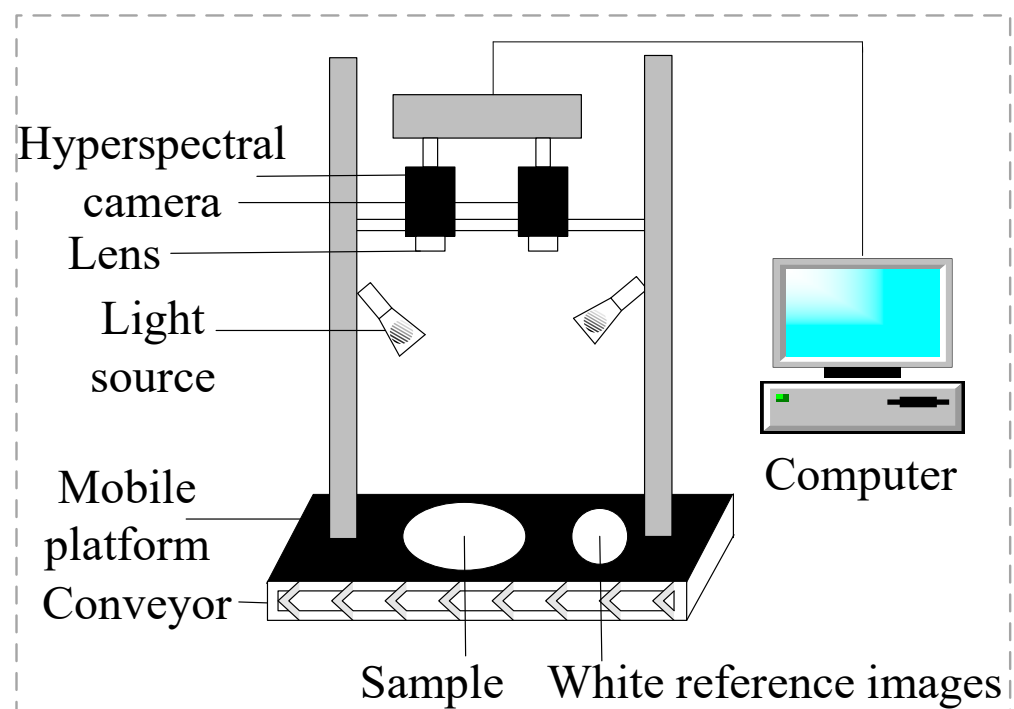 Hyperspectral
camera
Lens
Light
source
Mobile
platform
Conveyor
Computer
Sample
White reference images